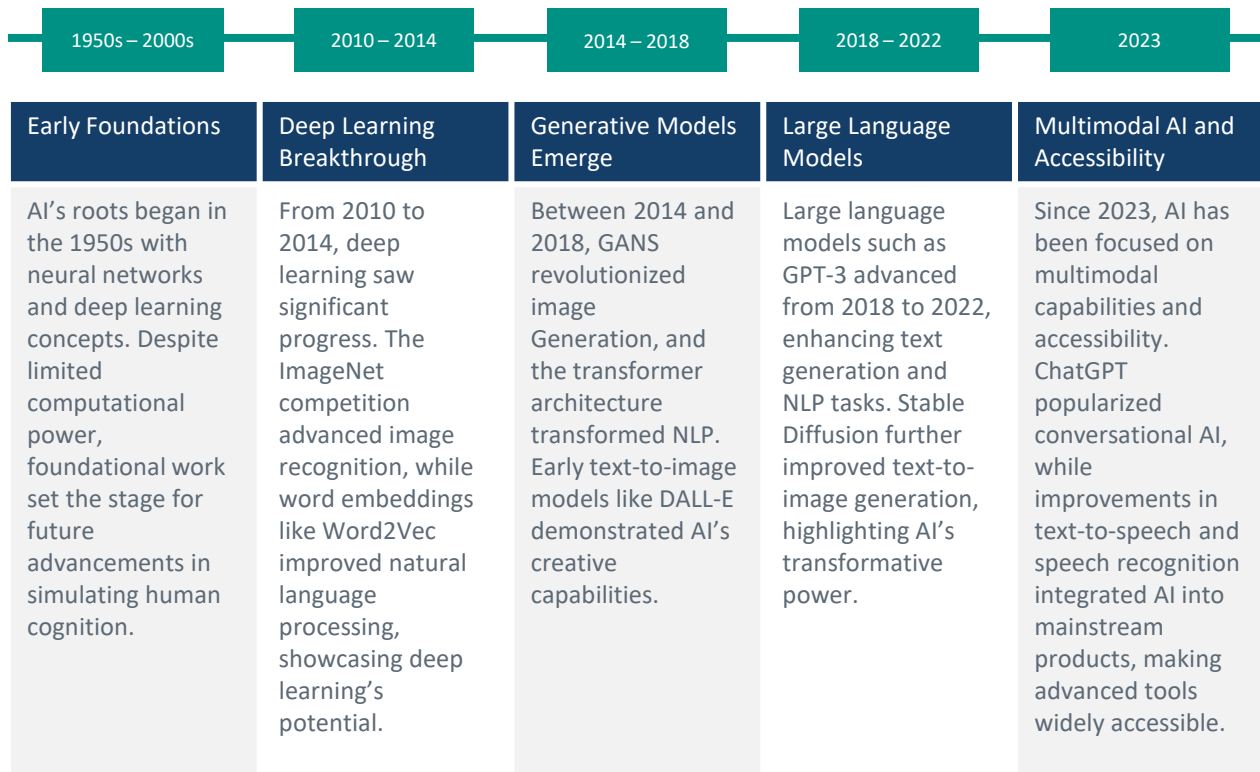 1950s – 2000s
2010 – 2014
2014 – 2018
2018 – 2022
2023
Early Foundations
AI’s roots began in
the 1950s with
neural networks
and deep learning
concepts. Despite
limited
computational
power,
foundational work
set the stage for
future
advancements in
simulating human
cognition.
Deep Learning
Breakthrough
From 2010 to
2014, deep
learning saw
significant
progress. The
ImageNet
competition
advanced image
recognition, while
word embeddings
like Word2Vec
improved natural
language
processing,
showcasing deep
learning’s
potential.
Generative Models
Emerge
Between 2014 and
2018, GANS
revolutionized
image
Generation, and
the transformer
architecture
transformed NLP.
Early text-to-image
models like DALL-E
demonstrated AI’s
creative
capabilities.
Large Language
Models
Large language
models such as
GPT-3 advanced
from 2018 to 2022,
enhancing text
generation and
NLP tasks. Stable
Diffusion further
improved text-to-
image generation,
highlighting AI’s
transformative
power.
Multimodal AI and
Accessibility
Since 2023, AI has
been focused on
multimodal
capabilities and
accessibility.
ChatGPT
popularized
conversational AI,
while
improvements in
text-to-speech and
speech recognition
integrated AI into
mainstream
products, making
advanced tools
widely accessible.